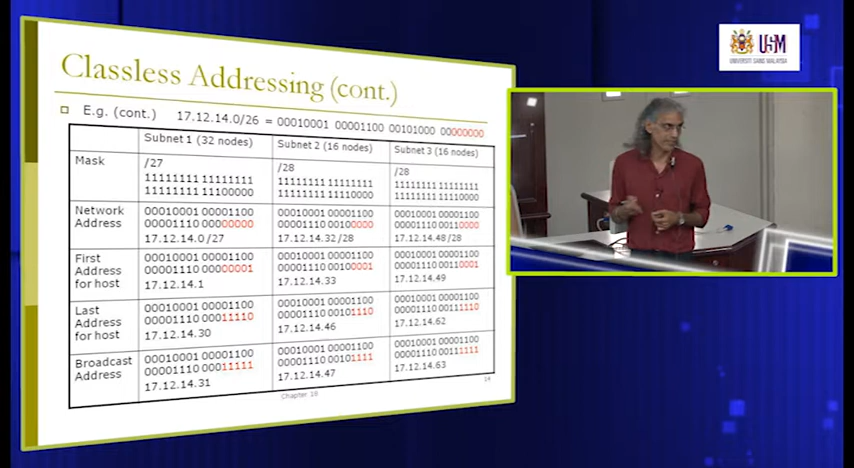 USM
UNIVERSITI SAINS MALAYSIA
Classless Addressing (cont.)
E.g. (cont.) 17.12.14.0/26 = 00010001 00001100 00101000 00000000
Subnet 1 (32 nodes) Subnet 2 (16 nodes) Subnet 3 (16 nodes)
Mask /27 /28 /28
11111111 11111111 11111111 11111111 11111111 11111111
11111111 11100000 11111111 11110000 11111111 11110000
Network 00010001 00001100 00010001 00001100 00010001 00001100
Address 00001110 00000000 00001110 00100000 00001110 00110000
17.12.14.0 /27 17.12.14.32 /28 17.12.14.48 /28
First 00010001 00001100 00010001 00001100 00010001 00001100
Address 00001110 00000001 00001110 00100001 00001110 00110001
for host 17.12.14.1 17.12.14.33 17.12.14.49
Last 00010001 00001100 00010001 00001100 00010001 00001100
Address 00001110 00011110 00001110 00101110 00001110 00111110
for host 17.12.14.30 17.12.14.46 17.12.14.62
Broadcast 00010001 00001100 00010001 00001100 00010001 00001100
Address 00001110 00011111 00001110 00101111 00001110 00111111
17.12.14.31 17.12.14.47 17.12.14.63
Chapter 18 14